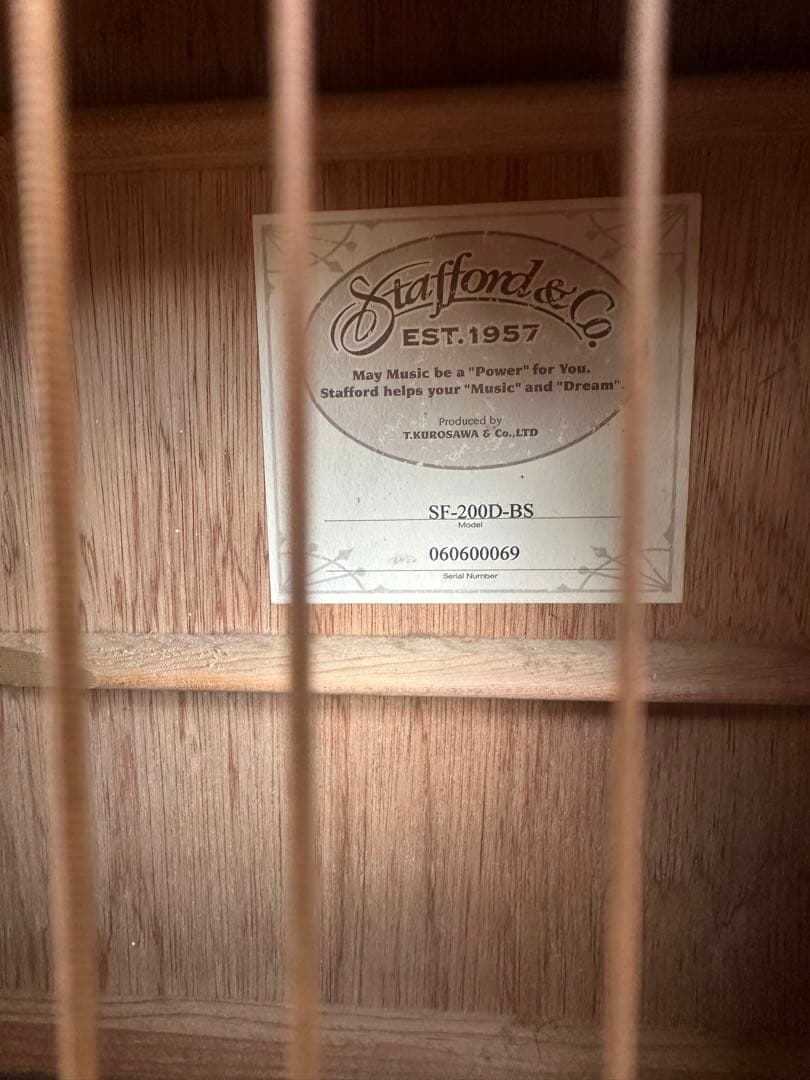 Stafford & Co.
EST.1957
May Music be a "Power" for You.
Stafford helps your "Music" and "Dream".
Produced by
T.KUROSAWA & Co.,LTD
SF-200D-BS
Model
060600069
Serial Number